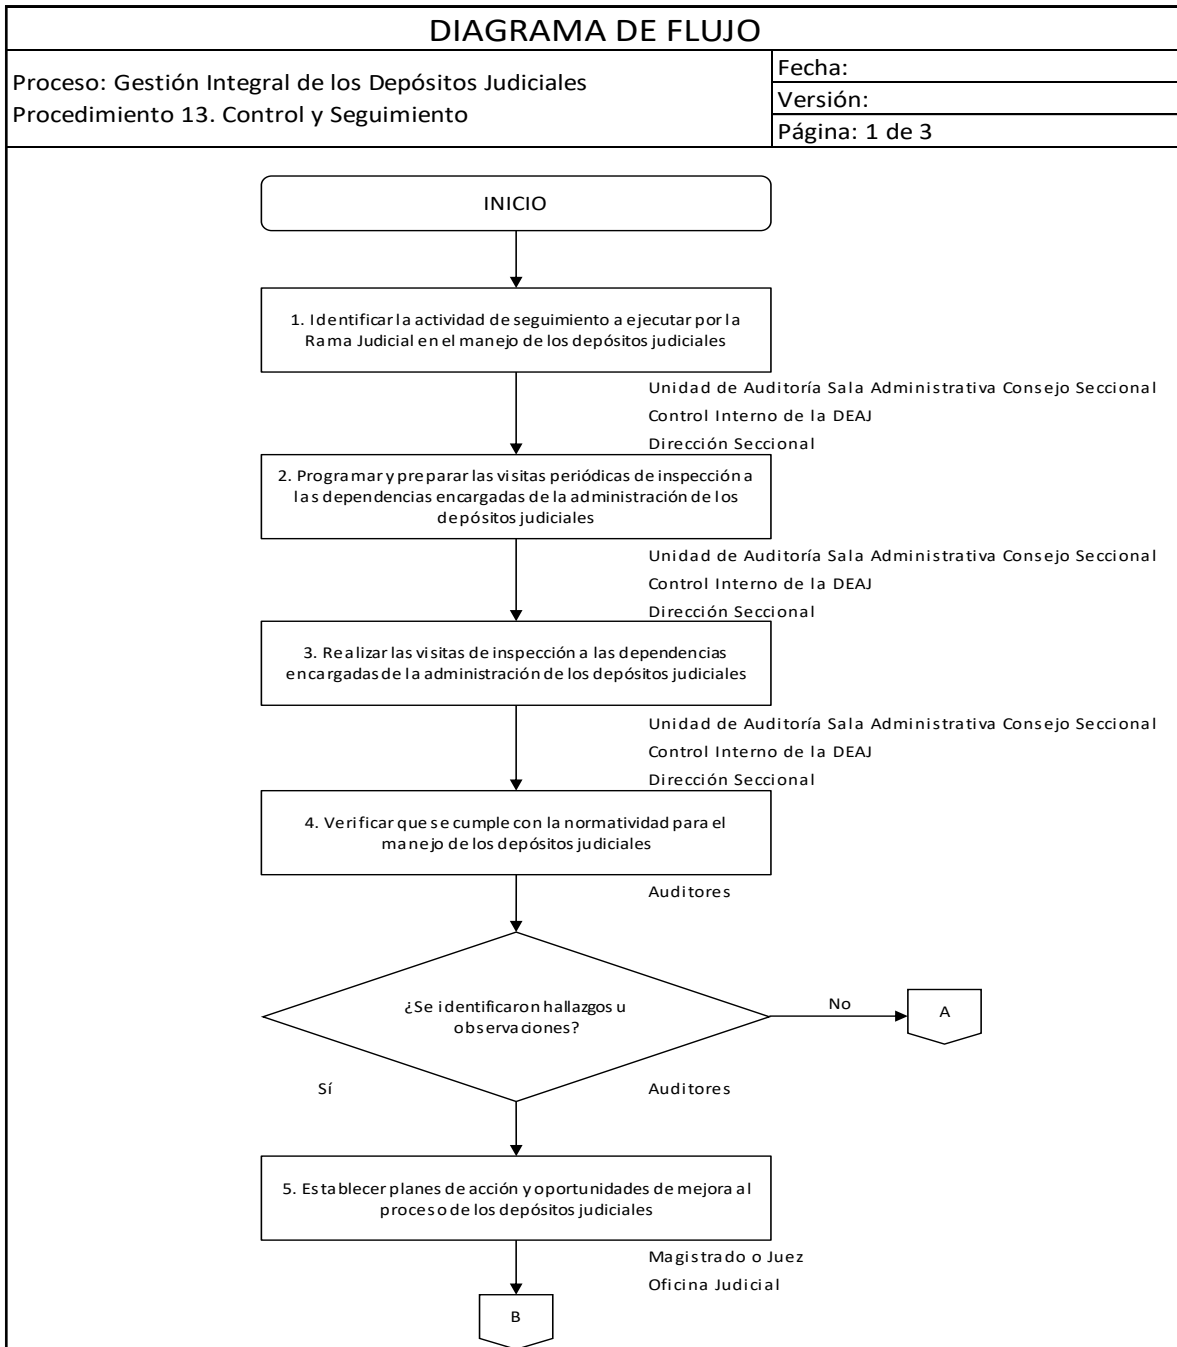 DIAGRAMA DE FLUJO
Proceso: Gestión Integral de los Depósitos Judiciales
Procedimiento 13. Control y Seguimiento
Fecha:
Versión:
Página: 1 de 3
INICIO
1. Identificar la actividad de seguimiento a ejecutar por la
Rama Judicial en el manejo de los depósitos judiciales
Unidad de Auditoría Sala Administrativa Consejo Seccional
Control Interno de la DEAJ
Dirección Seccional
2. Programar y preparar las visitas periódicas de inspección a
las dependencias encargadas de la administración de los
depósitos judiciales
Unidad de Auditoría Sala Administrativa Consejo Seccional
Control Interno de la DEAJ
Dirección Seccional
3. Realizar las visitas de inspección a las dependencias
encargadas de la administración de los depósitos judiciales
Unidad de Auditoría Sala Administrativa Consejo Seccional
Control Interno de la DEAJ
Dirección Seccional
4. Verificar que se cumple con la normatividad para el
manejo de los depósitos judiciales
Auditores
¿Se identificaron hallazgos u
observaciones?
No
A
Sí
Auditores
5. Establecer planes de acción y oportunidades de mejora al
proceso de los depósitos judiciales
Magistrado o Juez
Oficina Judicial
B